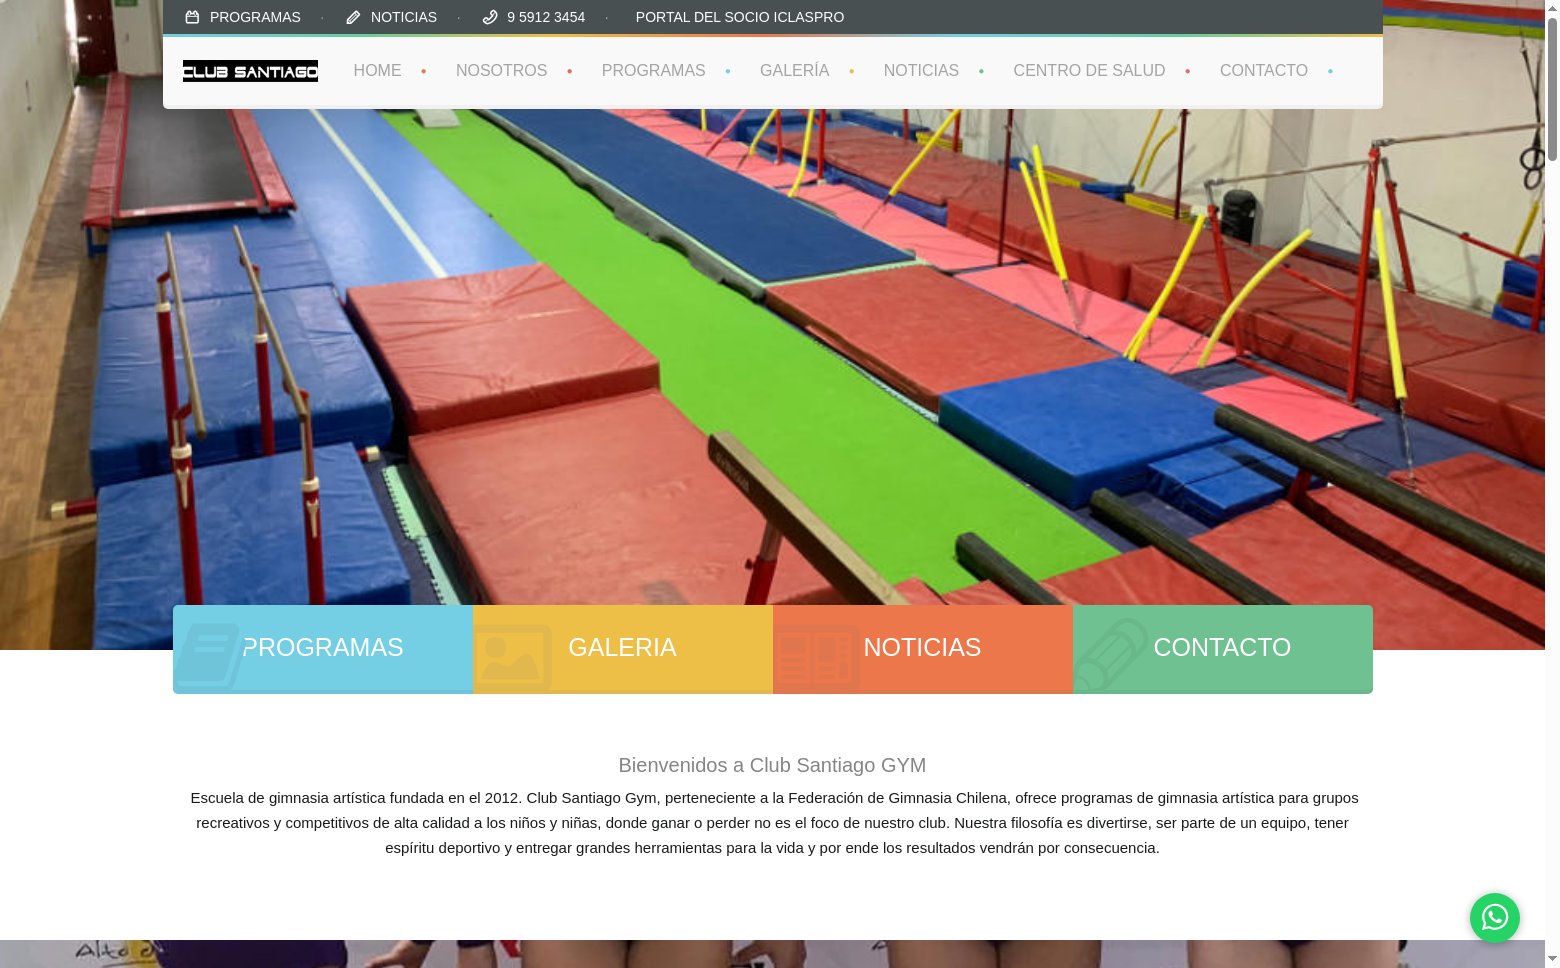 PROGRAMAS · NOTICIAS · 9 5912 3454 · PORTAL DEL SOCIO ICLASPRO
CLUB SANTIAGO
HOME • NOSOTROS • PROGRAMAS • GALERÍA • NOTICIAS • CENTRO DE SALUD • CONTACTO •
PROGRAMAS
GALERIA
NOTICIAS
CONTACTO
Bienvenidos a Club Santiago GYM
Escuela de gimnasia artística fundada en el 2012. Club Santiago Gym, perteneciente a la Federación de Gimnasia Chilena, ofrece programas de gimnasia artística para grupos
recreativos y competitivos de alta calidad a los niños y niñas, donde ganar o perder no es el foco de nuestro club. Nuestra filosofía es divertirse, ser parte de un equipo, tener
espíritu deportivo y entregar grandes herramientas para la vida y por ende los resultados vendrán por consecuencia.